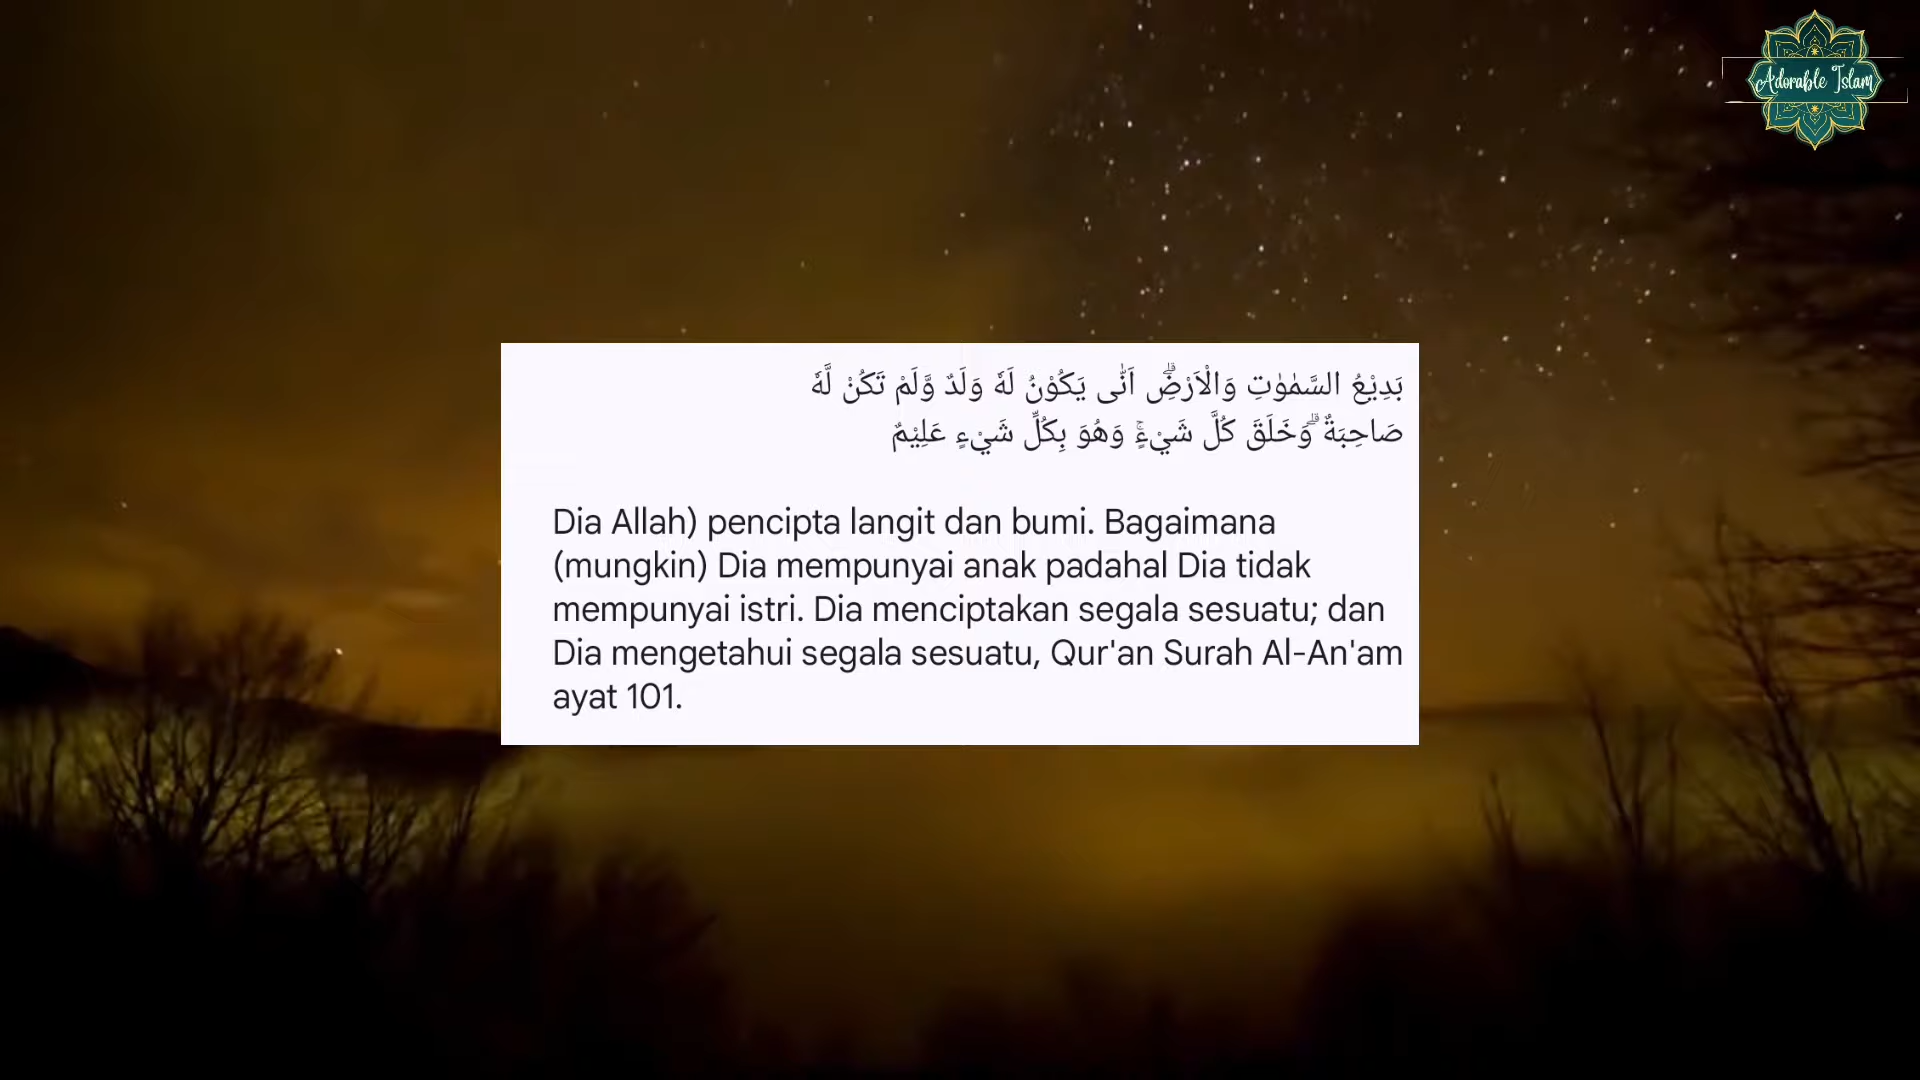 Adorable Islam
بَدِيْعُ السَّمٰوٰتِ وَالْاَرْضِۗ اَنّٰى يَكُوْنُ لَهٗ وَلَدٌ وَّلَمْ تَكُنْ لَّهٗ
صَاحِبَةٌ ۗوَخَلَقَ كُلَّ شَيْءٍۚ وَهُوَ بِكُلِّ شَيْءٍ عَلِيْمٌ
Dia Allah) pencipta langit dan bumi. Bagaimana
(mungkin) Dia mempunyai anak padahal Dia tidak
mempunyai istri. Dia menciptakan segala sesuatu; dan
Dia mengetahui segala sesuatu, Qur'an Surah Al-An'am
ayat 101.